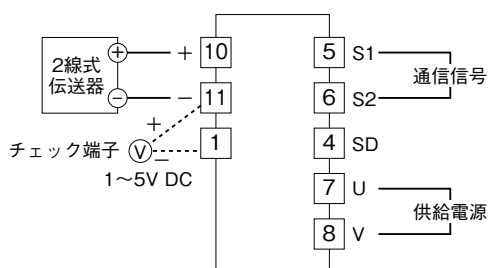 2線式
伝送器
+
−
+ 10
− 11
+
チェック端子 V
−
1
1～5V DC
5 S1
6 S2
通信信号
4 SD
7 U
8 V
供給電源